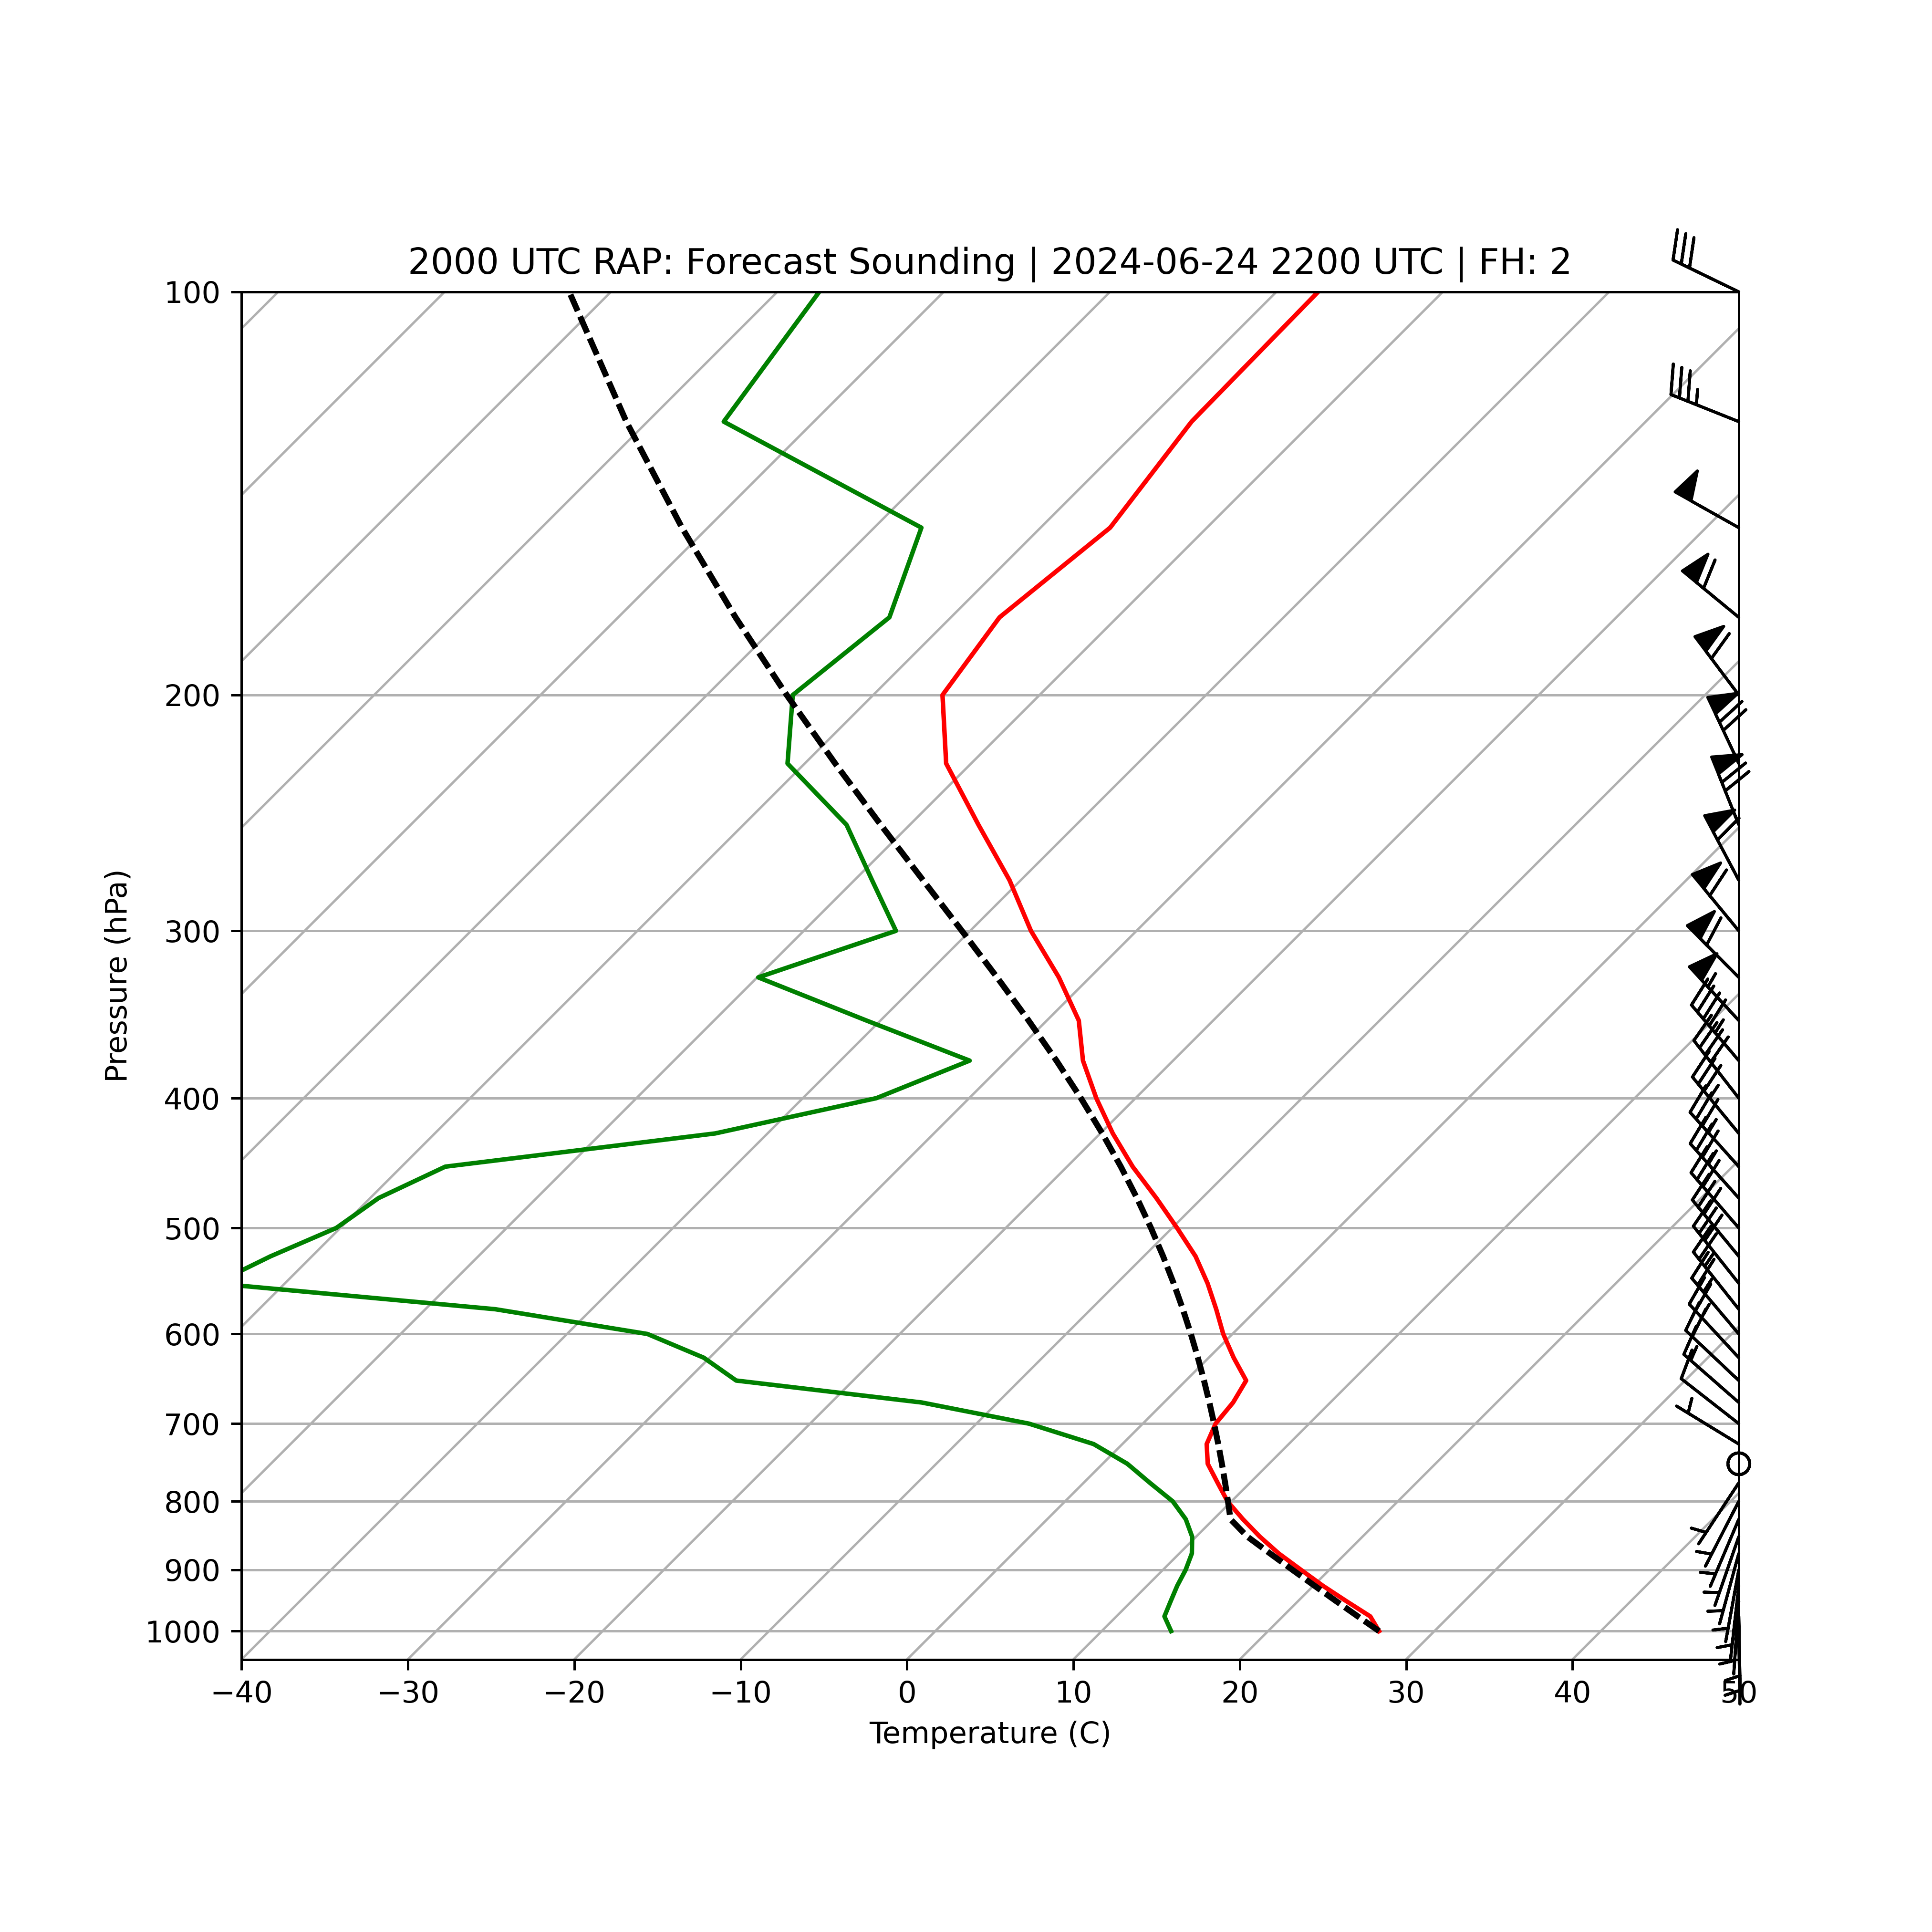 2000 UTC RAP: Forecast Sounding | 2024-06-24 2200 UTC | FH: 2
100
200
300
400
500
600
700
800
900
1000
Pressure (hPa)
−40 −30 −20 −10 0 10 20 30 40 50
Temperature (C)